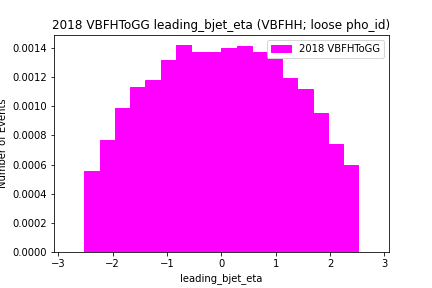 2018 VBFHToGG leading_bjet_eta (VBFHH; loose pho_id)
2018 VBFHToGG
0.0014
0.0012
0.0010
0.0008
0.0006
0.0004
0.0002
0.0000
Number of Events
−3 −2 −1 0 1 2 3
leading_bjet_eta